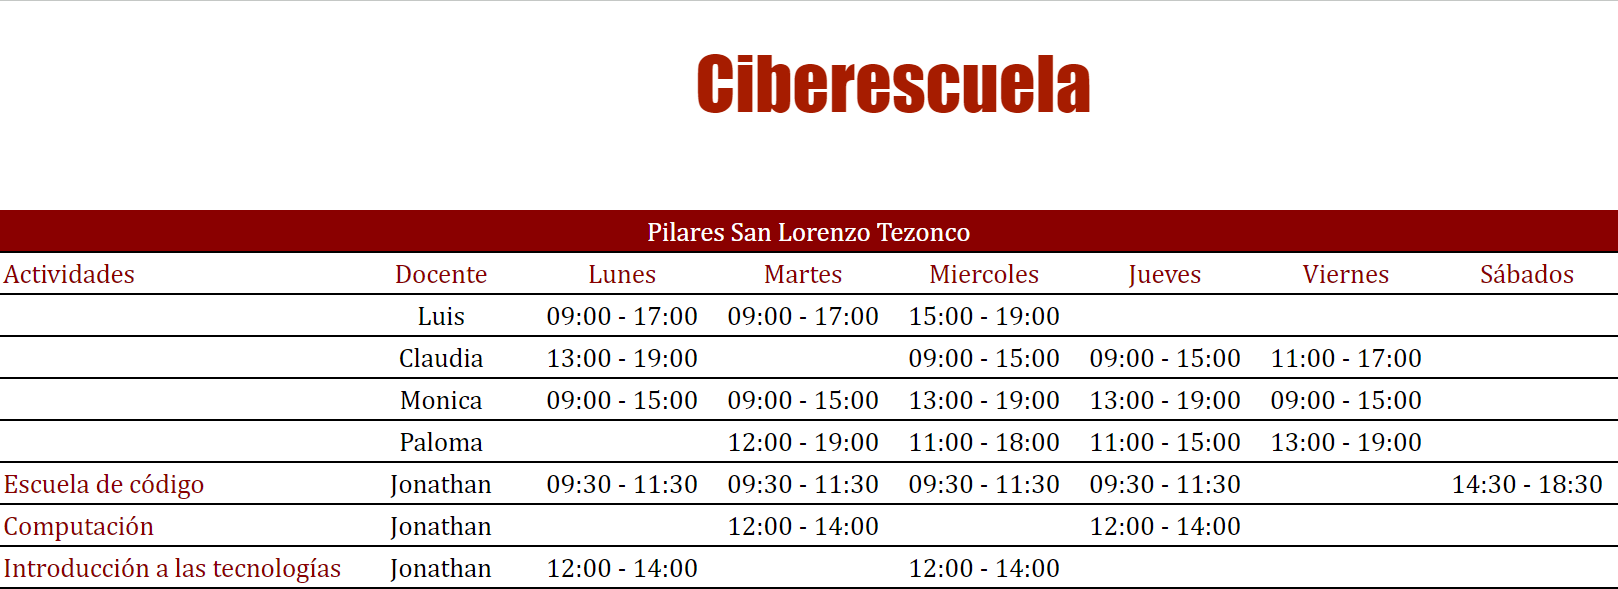 Ciberescuela
Pilares San Lorenzo Tezonco
Actividades Docente Lunes Martes Miercoles Jueves Viernes Sábados
Luis 09:00 - 17:00 09:00 - 17:00 15:00 - 19:00
Claudia 13:00 - 19:00 09:00 - 15:00 09:00 - 15:00 11:00 - 17:00
Monica 09:00 - 15:00 09:00 - 15:00 13:00 - 19:00 13:00 - 19:00 09:00 - 15:00
Paloma 12:00 - 19:00 11:00 - 18:00 11:00 - 15:00 13:00 - 19:00
Escuela de código Jonathan 09:30 - 11:30 09:30 - 11:30 09:30 - 11:30 09:30 - 11:30 14:30 - 18:30
Computación Jonathan 12:00 - 14:00 12:00 - 14:00
Introducción a las tecnologías Jonathan 12:00 - 14:00 12:00 - 14:00